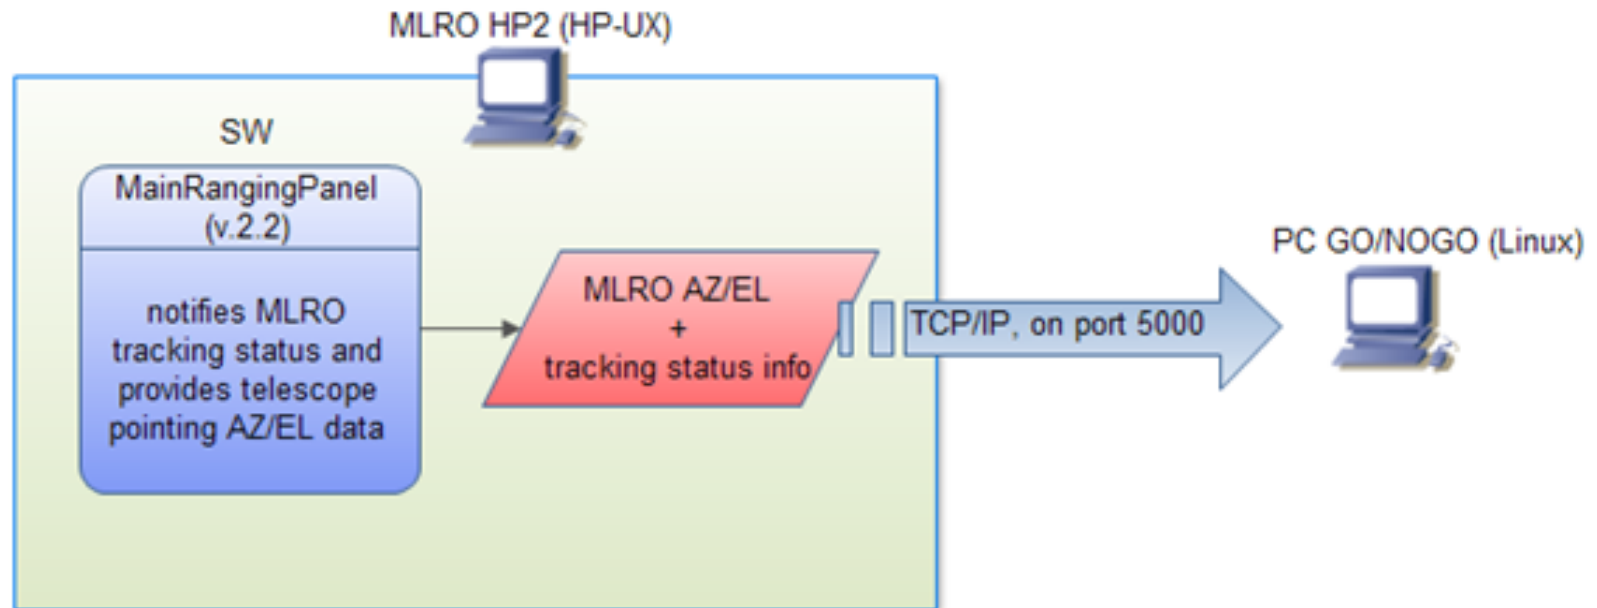 MLRO HP2 (HP-UX)
SW
MainRangingPanel
(v.2.2)
notifies MLRO
tracking status and
provides telescope
pointing AZ/EL data
MLRO AZ/EL
+
tracking status info
TCP/IP, on port 5000
PC GO/NOGO (Linux)